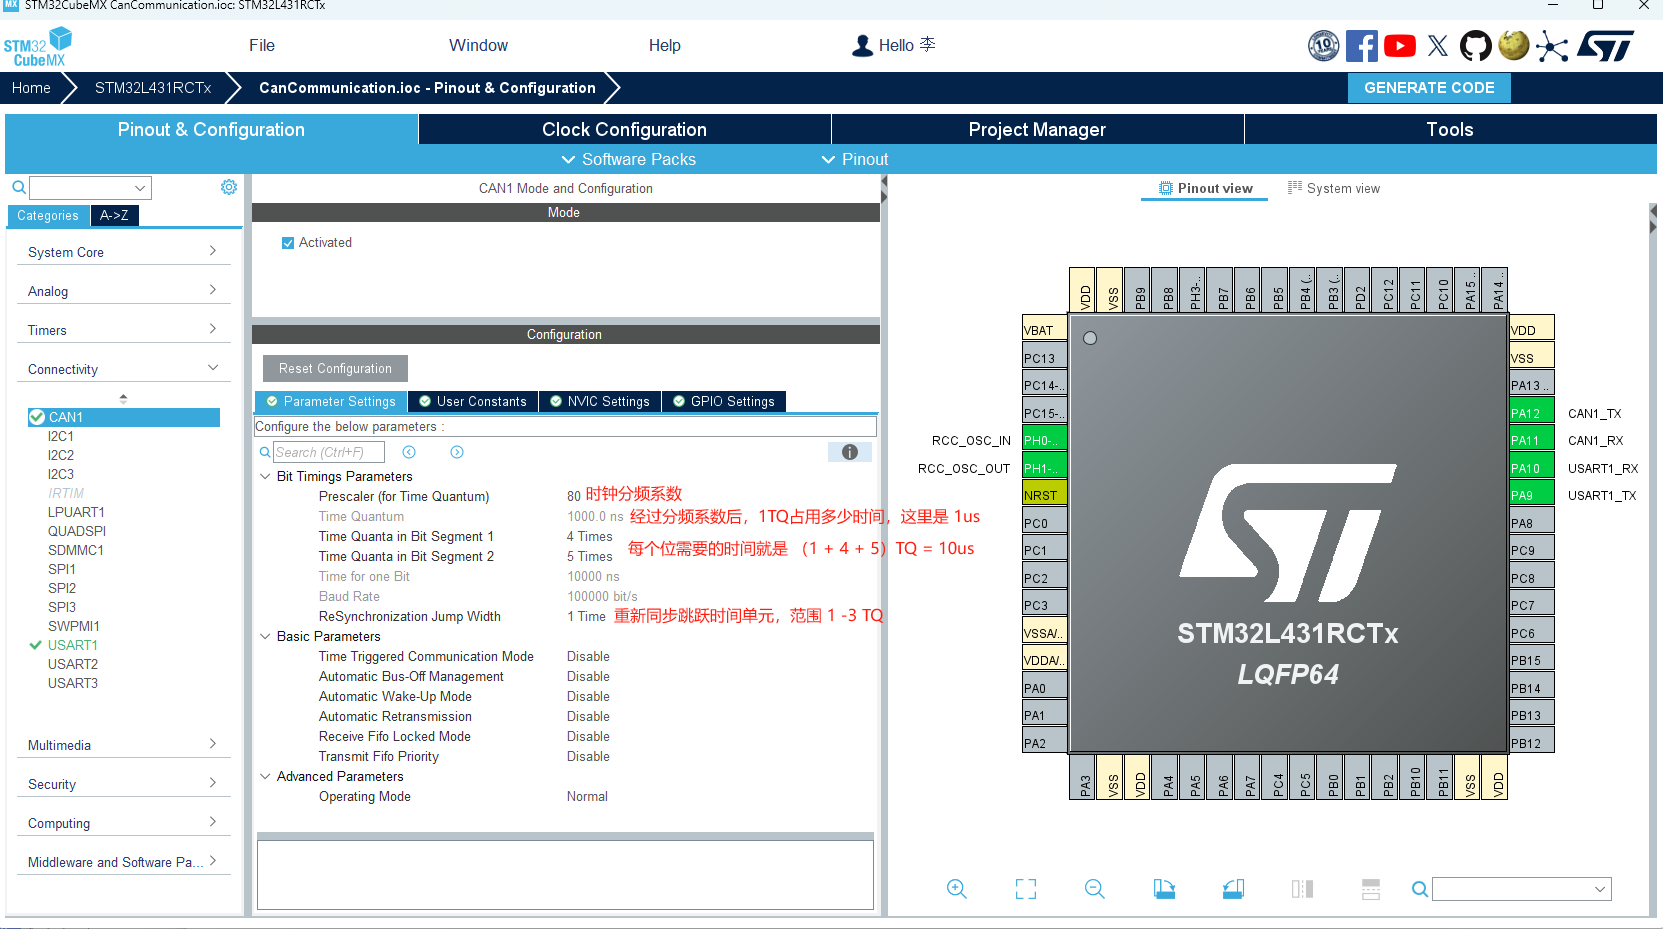 MX STM32CubeMX CanCommunication.ioc: STM32L431RCTx
STM32
CubeMX
File
Window
Help
Hello 李
10
Home
STM32L431RCTx
CanCommunication.ioc - Pinout & Configuration
GENERATE CODE
Pinout & Configuration
Clock Configuration
Project Manager
Tools
Software Packs
Pinout
Categories
A->Z
System Core
Analog
Timers
Connectivity
CAN1
I2C1
I2C2
I2C3
IRTIM
LPUART1
QUADSPI
SDMMC1
SPI1
SPI2
SPI3
SWPMI1
USART1
USART2
USART3
Multimedia
Security
Computing
Middleware and Software Pa...
CAN1 Mode and Configuration
Mode
Activated
Configuration
Reset Configuration
Parameter Settings
User Constants
NVIC Settings
GPIO Settings
Configure the below parameters :
Search (Ctrl+F)
Bit Timings Parameters
Prescaler (for Time Quantum) 80 时钟分频系数
Time Quantum 1000.0 ns 经过分频系数后，1TQ占用多少时间，这里是 1us
Time Quanta in Bit Segment 1 4 Times
每个位需要的时间就是 （1 + 4 + 5）TQ = 10us
Time Quanta in Bit Segment 2 5 Times
Time for one Bit 10000 ns
Baud Rate 100000 bit/s
ReSynchronization Jump Width 1 Time 重新同步跳跃时间单元，范围 1 -3 TQ
Basic Parameters
Time Triggered Communication Mode Disable
Automatic Bus-Off Management Disable
Automatic Wake-Up Mode Disable
Automatic Retransmission Disable
Receive Fifo Locked Mode Disable
Transmit Fifo Priority Disable
Advanced Parameters
Operating Mode Normal
Pinout view
System view
VDD
VSS
PB9
PB8
PH3-..
PB7
PB6
PB5
PB4 (..
PB3 (..
PD2
PC12
PC11
PC10
PA15 ..
PA14 ..
VBAT
PC13
PC14-..
PC15-..
RCC_OSC_IN PH0-..
RCC_OSC_OUT PH1-..
NRST
PC0
PC1
PC2
PC3
VSSA/..
VDDA/..
PA0
PA1
PA2
STM32L431RCTx
LQFP64
VDD
VSS
PA13 ..
PA12 CAN1_TX
PA11 CAN1_RX
PA10 USART1_RX
PA9 USART1_TX
PA8
PC9
PC8
PC7
PC6
PB15
PB14
PB13
PB12
PA3
VSS
VDD
PA4
PA5
PA6
PA7
PC4
PC5
PB0
PB1
PB2
PB10
PB11
VSS
VDD